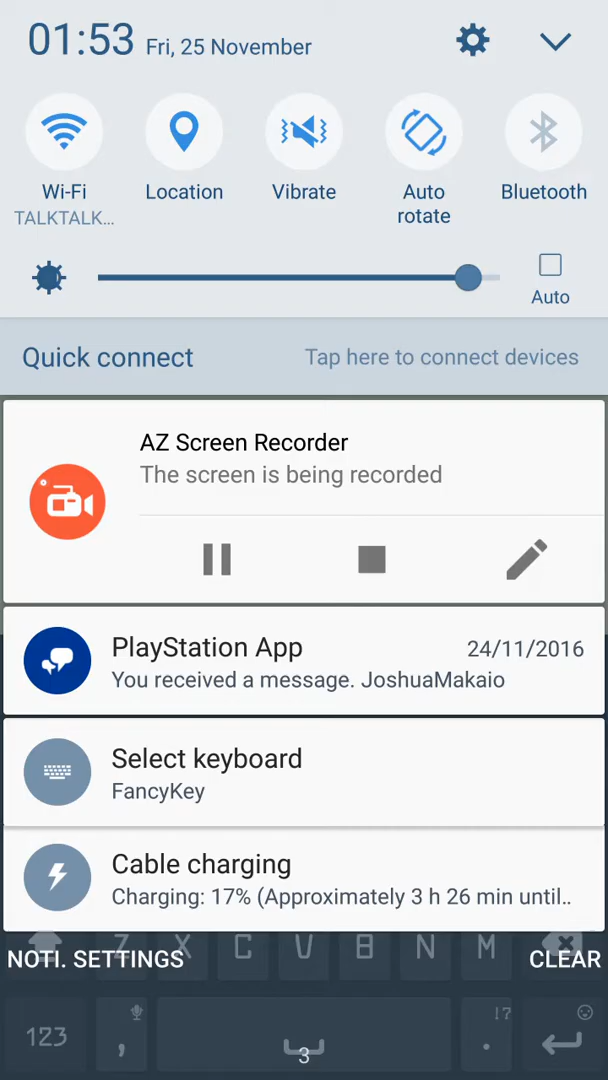 01:53 Fri, 25 November
Wi-Fi
TALKTALK...
Location
Vibrate
Auto
rotate
Bluetooth
Auto
Quick connect
Tap here to connect devices
AZ Screen Recorder
The screen is being recorded
PlayStation App
24/11/2016
You received a message. JoshuaMakaio
Select keyboard
FancyKey
Cable charging
Charging: 17% (Approximately 3 h 26 min until..
Z X C V B N M
NOTI. SETTINGS
CLEAR
123 , . !?
3